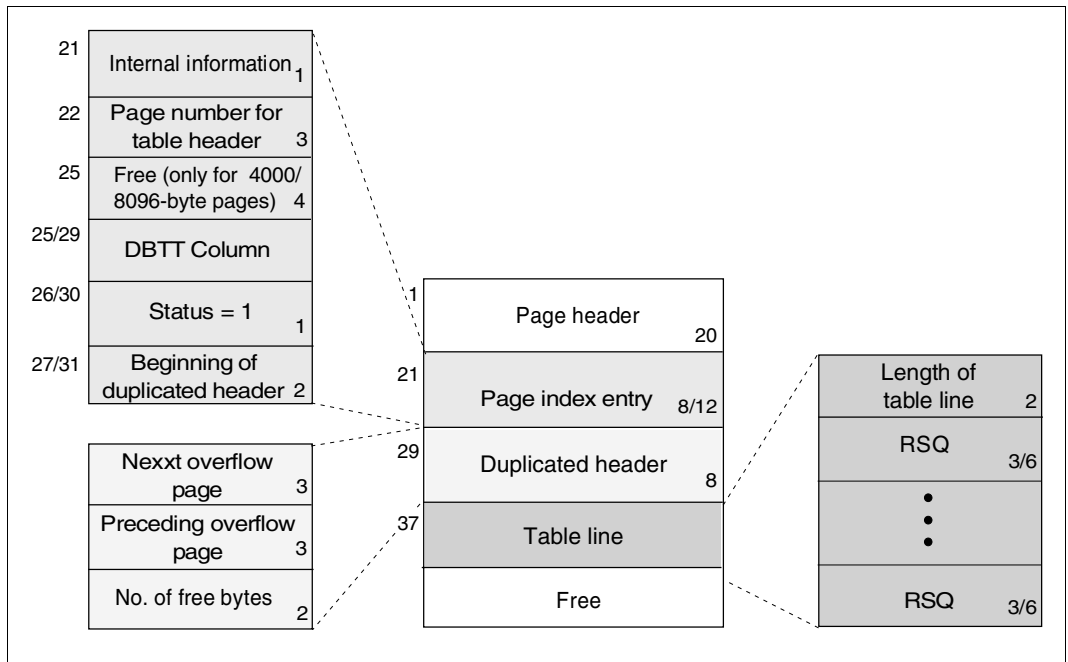 21
Internal information
1
22
Page number for
table header
3
25
Free (only for 4000/
8096-byte pages)
4
25/29
DBTT Column
26/30
Status = 1
1
27/31
Beginning of
duplicated header
2
Nexxt overflow
page
3
Preceding overflow
page
3
No. of free bytes
2
1
Page header
20
21
Page index entry
8/12
29
Duplicated header
8
37
Table line
Free
Length of
table line
2
RSQ
3/6
RSQ
3/6